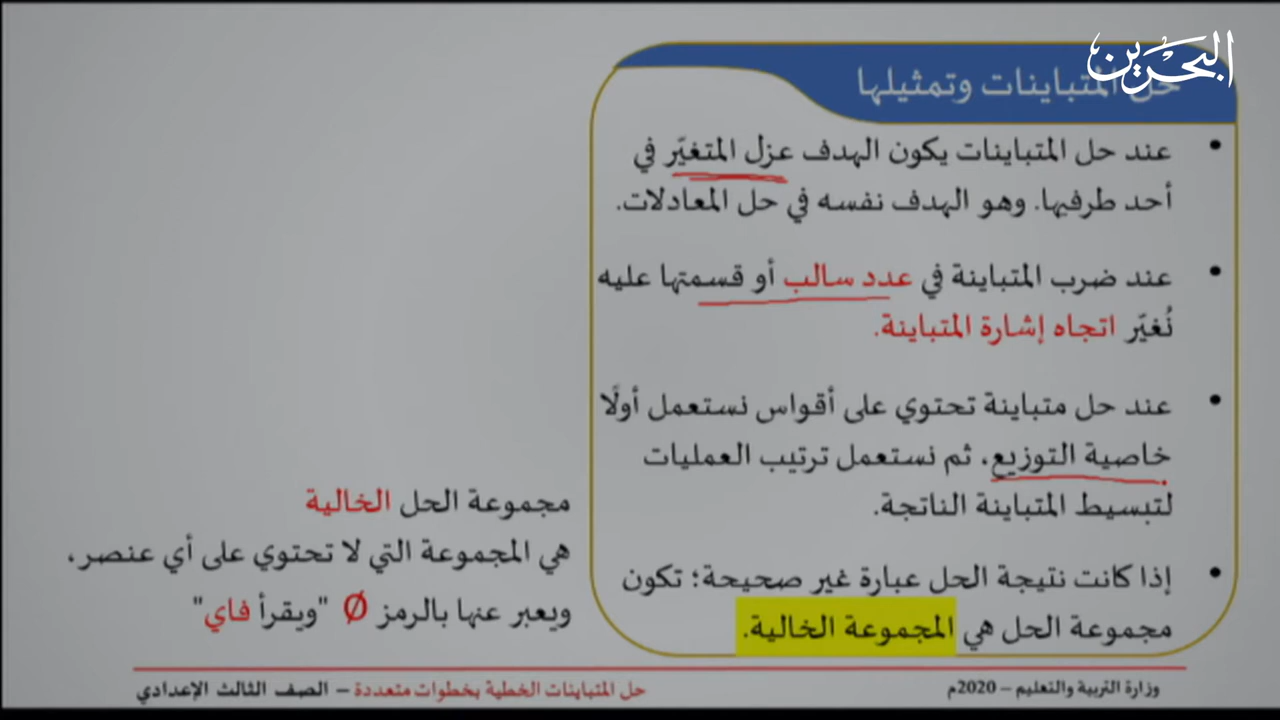 البحرين
حل المتباينات وتمثيلها
• عند حل المتباينات يكون الهدف عزل المتغيّر في
أحد طرفيها. وهو الهدف نفسه في حل المعادلات.
• عند ضرب المتباينة في عدد سالب أو قسمتها عليه
نُغيّر اتجاه إشارة المتباينة.
• عند حل متباينة تحتوي على أقواس نستعمل أولًا
خاصية التوزيع، ثم نستعمل ترتيب العمليات
لتبسيط المتباينة الناتجة.
• إذا كانت نتيجة الحل عبارة غير صحيحة؛ تكون
مجموعة الحل هي المجموعة الخالية.
مجموعة الحل الخالية
هي المجموعة التي لا تحتوي على أي عنصر،
ويعبر عنها بالرمز Ø "ويقرأ فاي"
وزارة التربية والتعليم – 2020م
حل المتباينات الخطية بخطوات متعددة – الصف الثالث الإعدادي